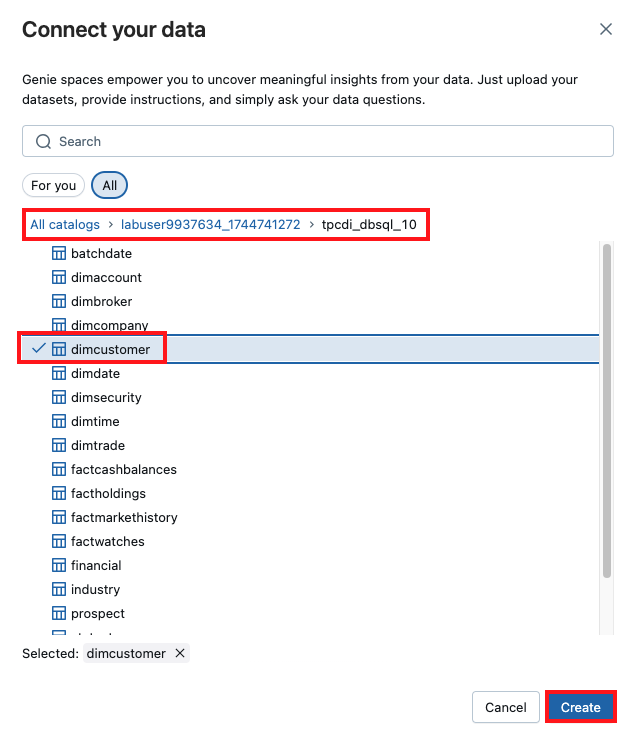 Connect your data
Genie spaces empower you to uncover meaningful insights from your data. Just upload your
datasets, provide instructions, and simply ask your data questions.
Search
For you All
All catalogs > labuser9937634_1744741272 > tpcdi_dbsql_10
batchdate
dimaccount
dimbroker
dimcompany
dimcustomer
dimdate
dimsecurity
dimtime
dimtrade
factcashbalances
factholdings
factmarkethistory
factwatches
financial
industry
prospect
Selected: dimcustomer
Cancel Create